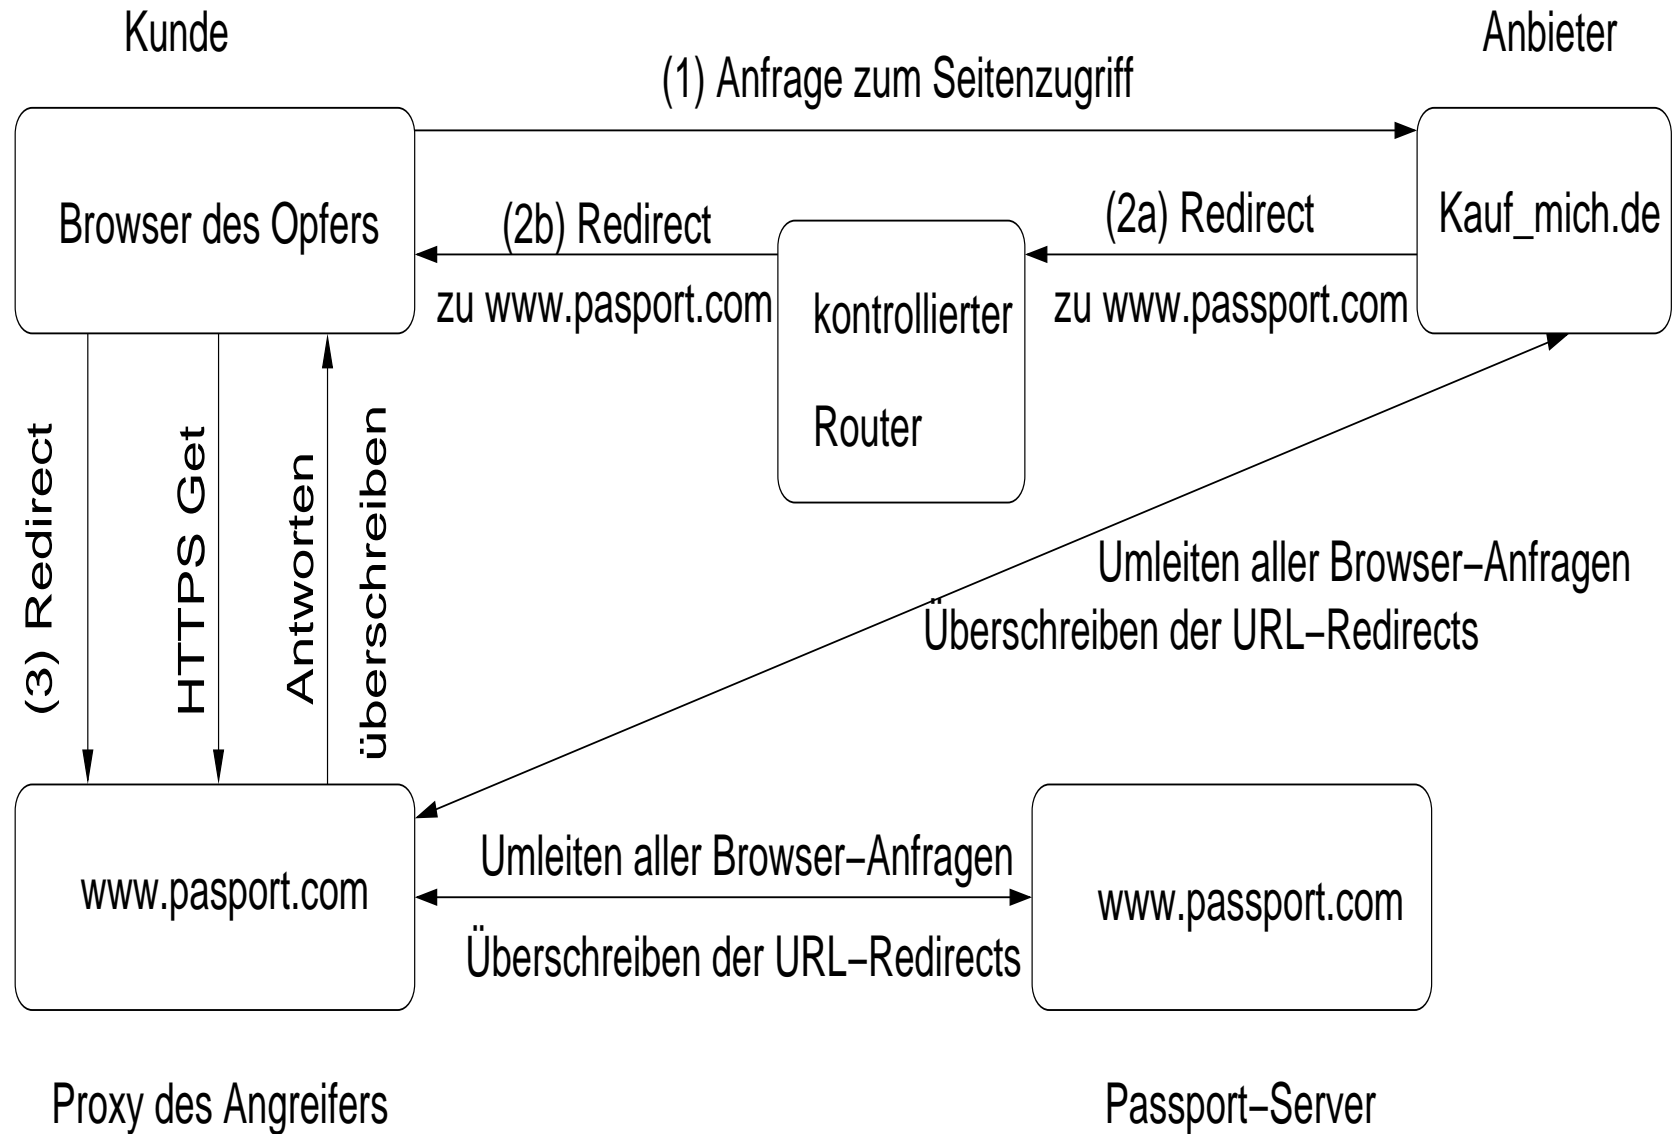 Kunde
Anbieter
(1) Anfrage zum Seitenzugriff
Browser des Opfers
(2b) Redirect
zu www.pasport.com
kontrollierter
Router
(2a) Redirect
zu www.passport.com
Kauf_mich.de
(3) Redirect
HTTPS Get
Antworten
überschreiben
Umleiten aller Browser–Anfragen
Überschreiben der URL–Redirects
www.pasport.com
Umleiten aller Browser–Anfragen
Überschreiben der URL–Redirects
www.passport.com
Proxy des Angreifers
Passport–Server